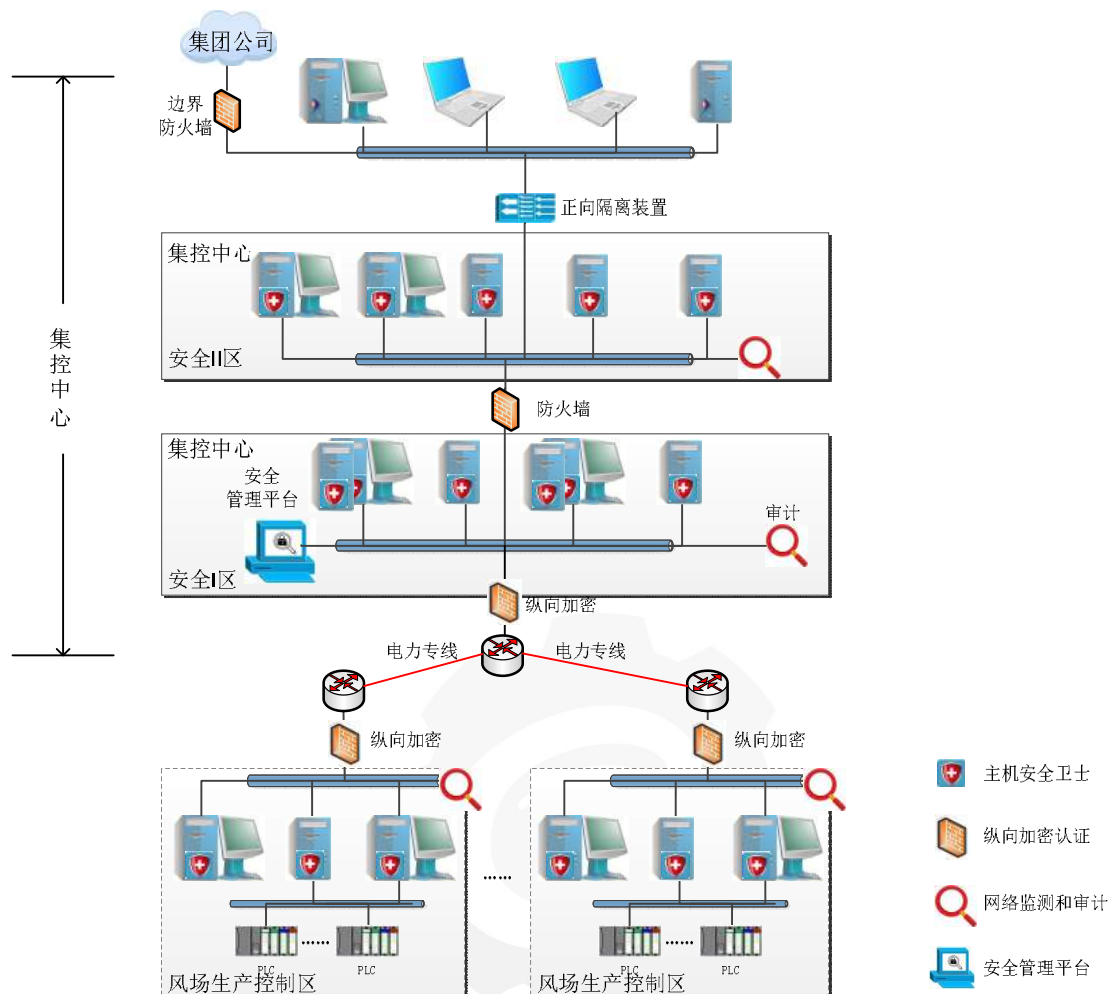 集团公司
边界
防火墙
正向隔离装置
集控中心
安全II区
防火墙
集控中心
集控中心
安全
管理平台
审计
安全I区
纵向加密
电力专线
电力专线
纵向加密
纵向加密
……
……
PLC
PLC
风场生产控制区
……
PLC
PLC
风场生产控制区
主机安全卫士
纵向加密认证
网络监测和审计
安全管理平台